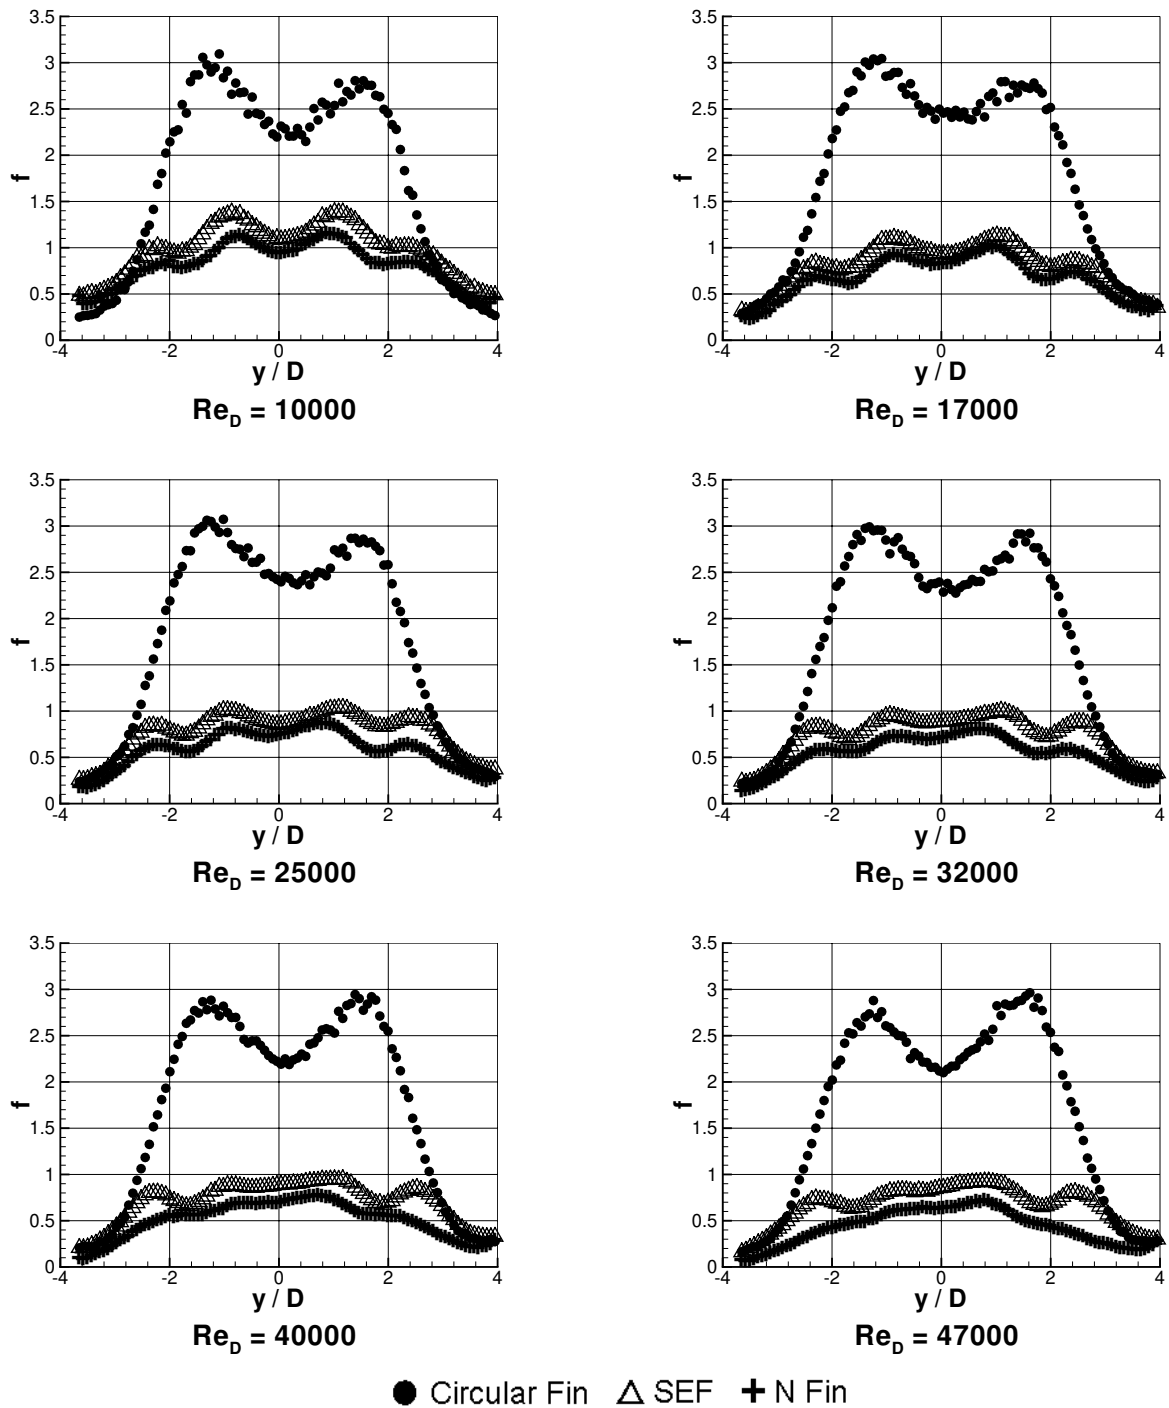 3.5 3.5
3 3
2.5 2.5
2 2
f f
1.5 1.5
1 1
0.5 0.5
0 0
-4 -2 0 2 4 -4 -2 0 2 4
y / D y / D
Re_D = 10000 Re_D = 17000
3.5 3.5
3 3
2.5 2.5
2 2
f f
1.5 1.5
1 1
0.5 0.5
0 0
-4 -2 0 2 4 -4 -2 0 2 4
y / D y / D
Re_D = 25000 Re_D = 32000
3.5 3.5
3 3
2.5 2.5
2 2
f f
1.5 1.5
1 1
0.5 0.5
0 0
-4 -2 0 2 4 -4 -2 0 2 4
y / D y / D
Re_D = 40000 Re_D = 47000
Circular Fin SEF N Fin